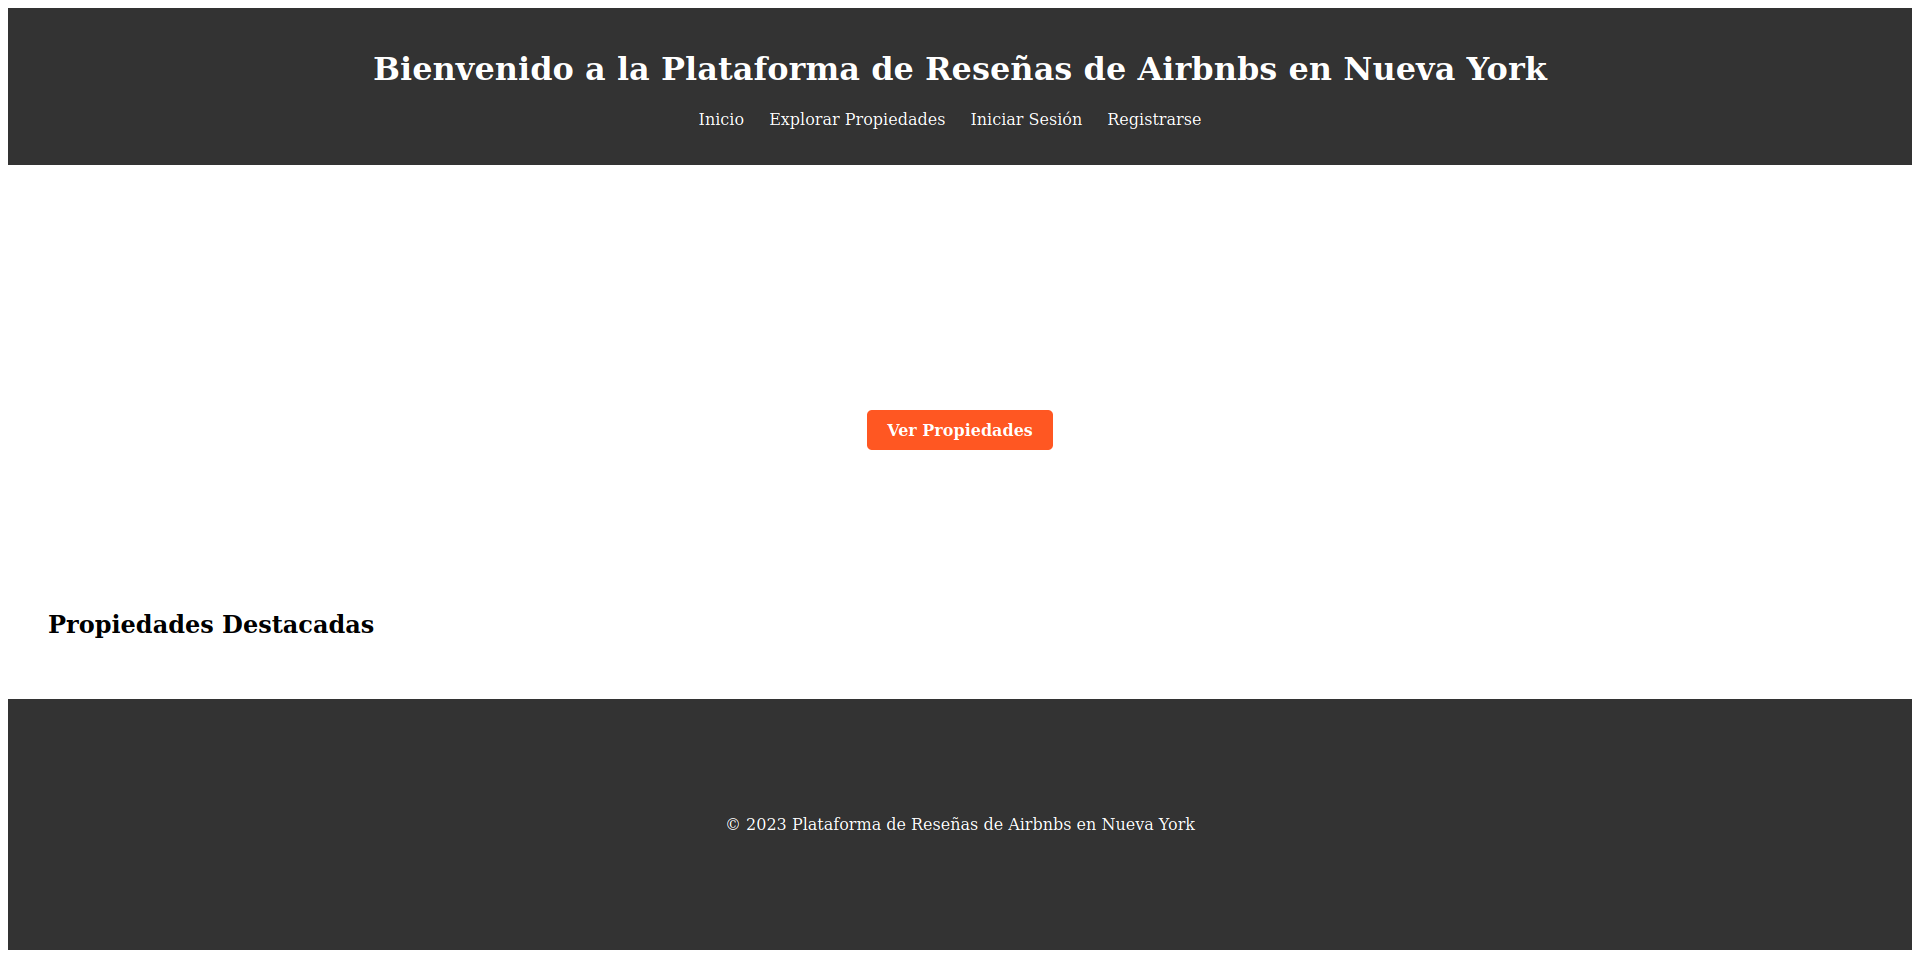 Bienvenido a la Plataforma de Reseñas de Airbnbs en Nueva York
Inicio Explorar Propiedades Iniciar Sesión Registrarse
Ver Propiedades
Propiedades Destacadas
© 2023 Plataforma de Reseñas de Airbnbs en Nueva York